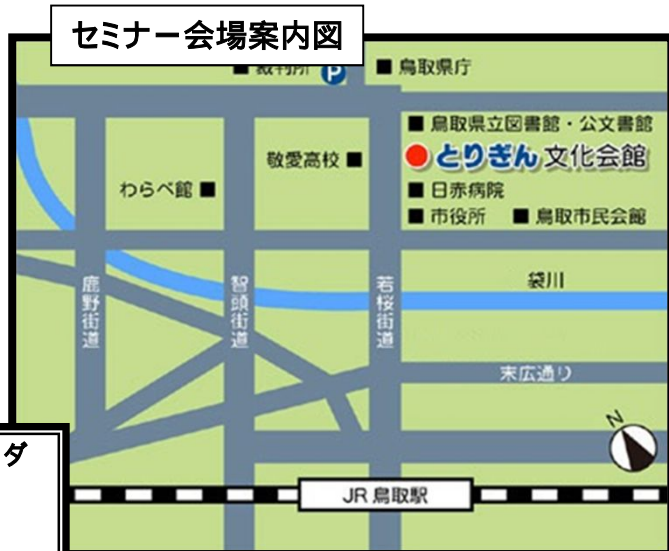 セミナー会場案内図
■ 裁判所 P ■ 鳥取県庁
■ 鳥取県立図書館・公文書館
敬愛高校 ■
とりぎん 文化会館
わらべ館 ■
■ 日赤病院
■ 市役所 ■ 鳥取市民会館
鹿野街道
智頭街道
若桜街道
袋川
末広通り
N
ダ
JR 鳥取駅